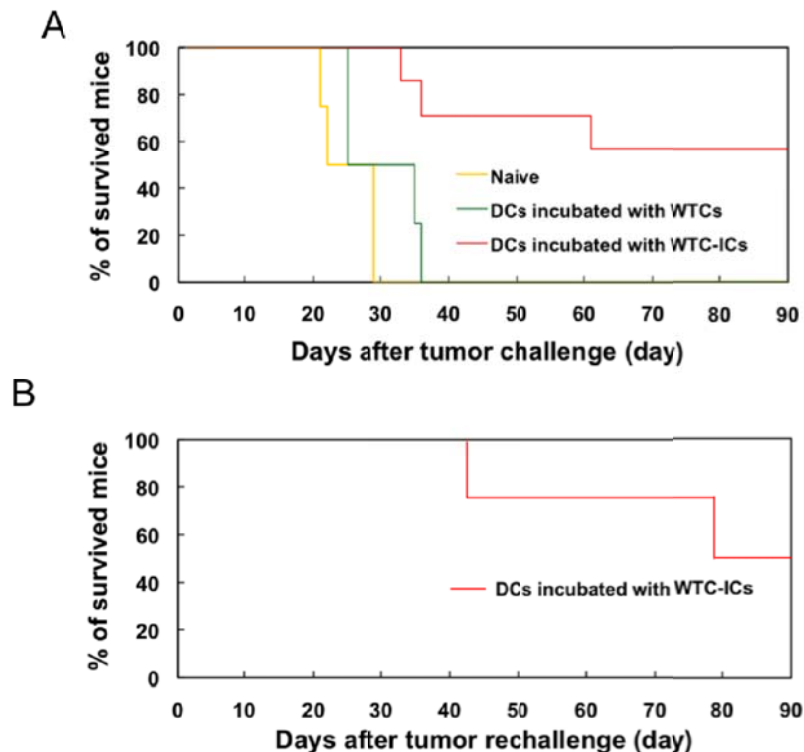 A
% of survived mice
100
80
60
40
20
0
Naive
DCs incubated with WTCs
DCs incubated with WTC-ICs
0 10 20 30 40 50 60 70 80 90
Days after tumor challenge (day)
B
% of survived mice
100
80
60
40
20
0
DCs incubated with WTC-ICs
0 10 20 30 40 50 60 70 80 90
Days after tumor rechallenge (day)